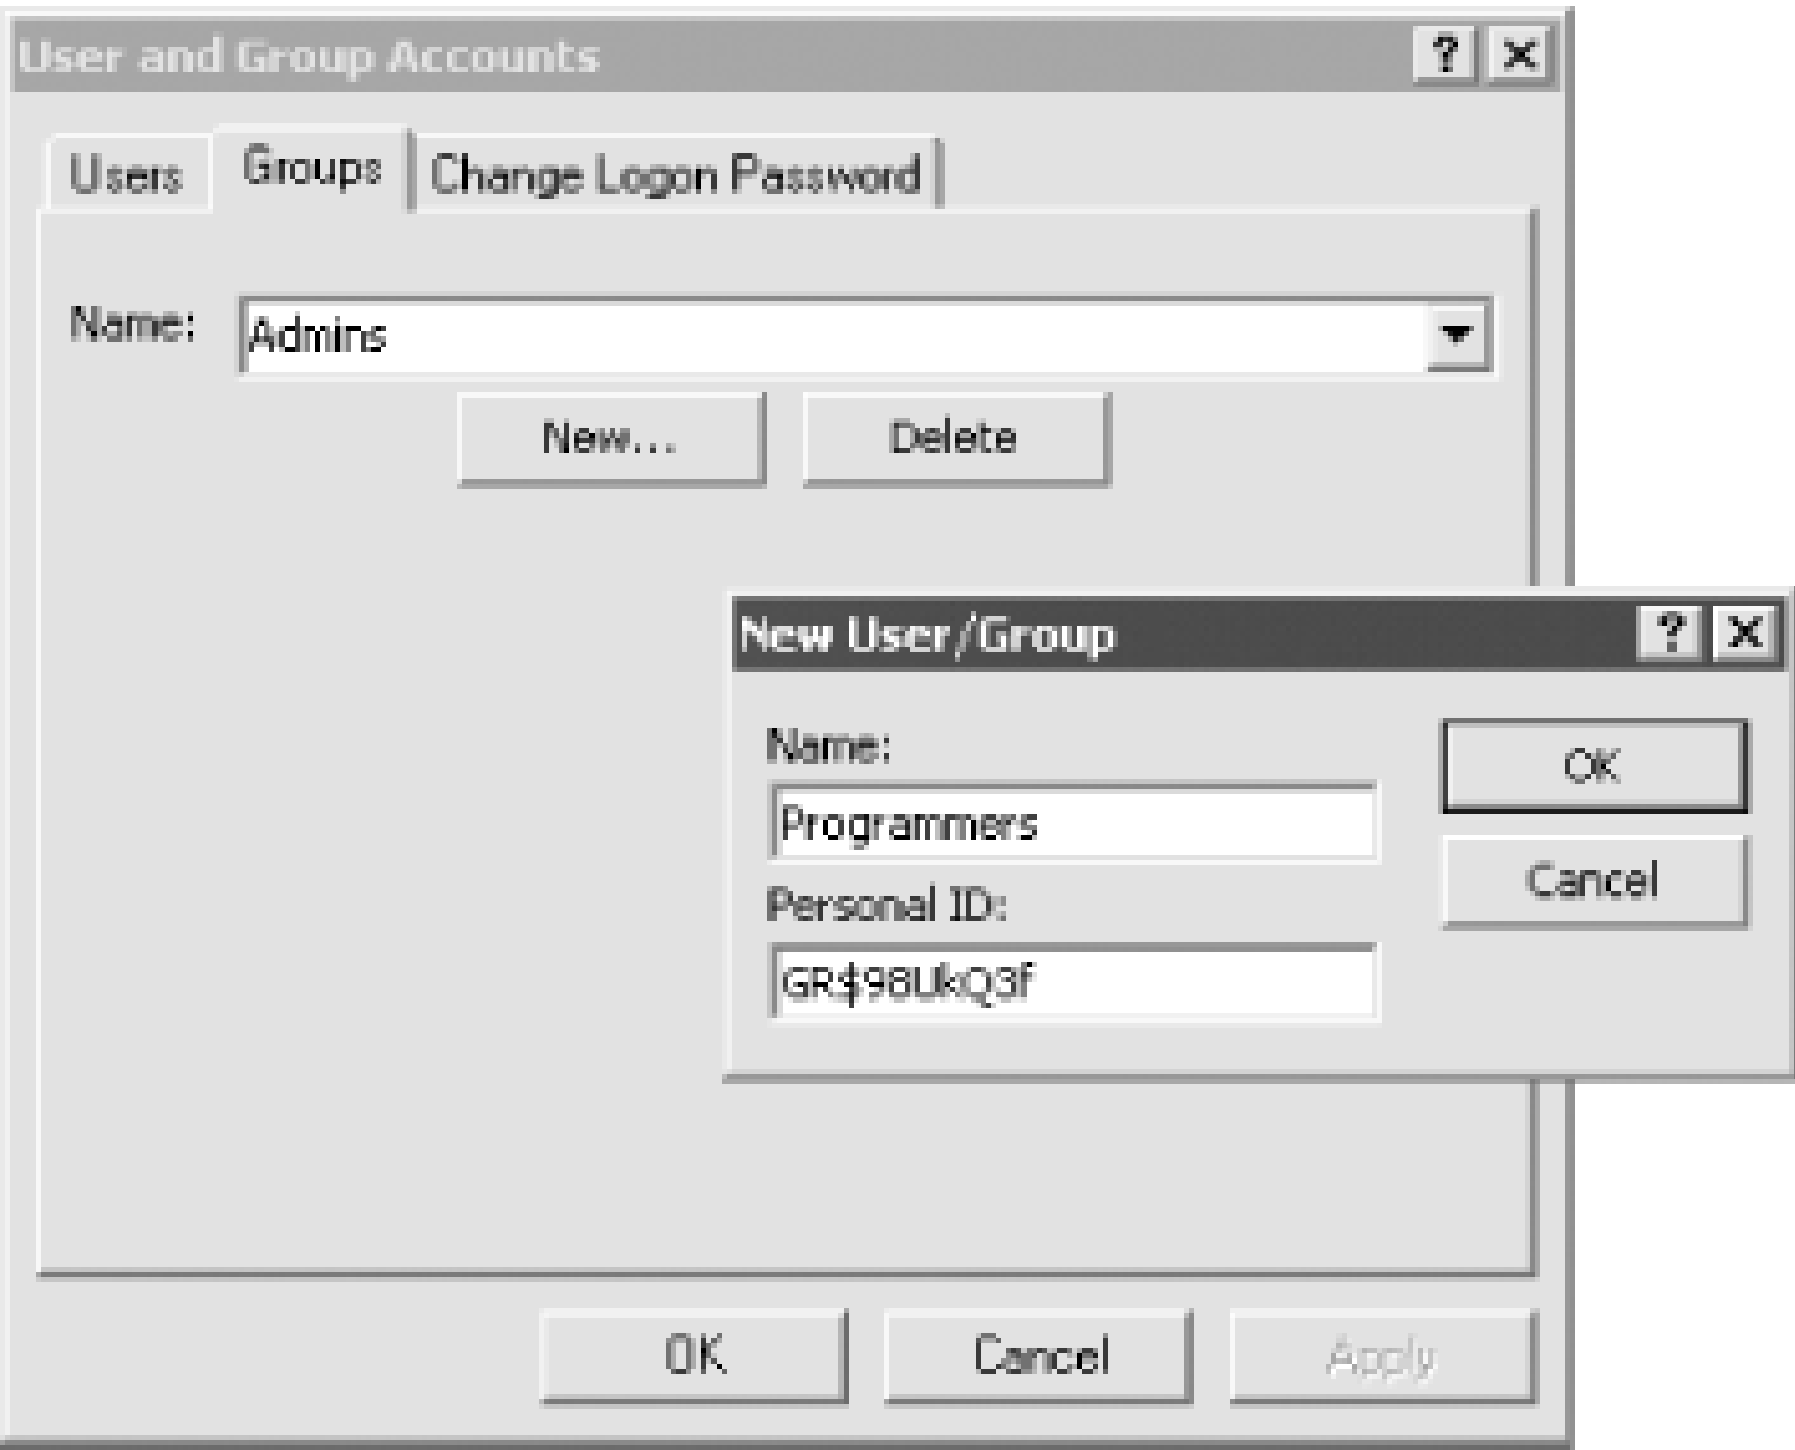 User and Group Accounts
Users Groups Change Logon Password
Name: Admins
New... Delete
New User/Group
Name:
Programmers
OK
Cancel
Personal ID:
GR$98UkQ3f
OK Cancel Apply